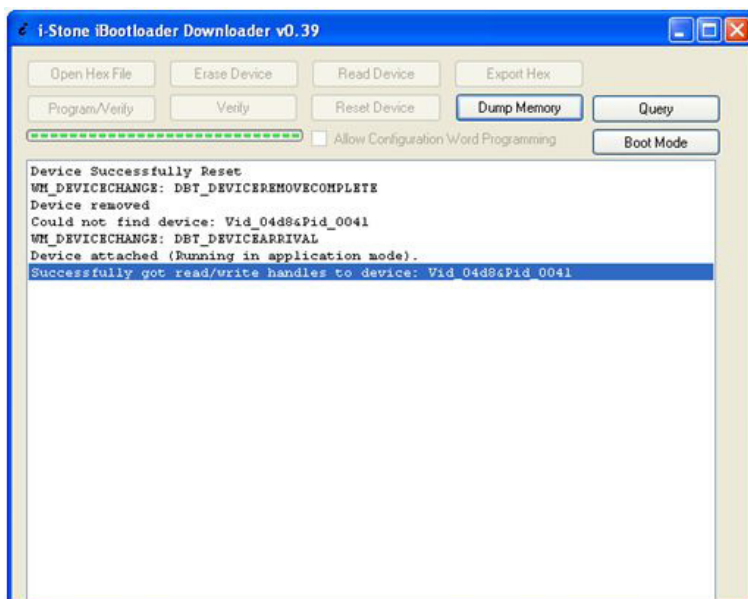 i-Stone iBootloader Downloader v0.39
Open Hex File Erase Device Read Device Export Hex
Program/Verify Verify Reset Device Dump Memory Query
Allow Configuration Word Programming Boot Mode
Device Successfully Reset
WM_DEVICECHANGE: DBT_DEVICEREMOVECOMPLETE
Device removed
Could not find device: Vid_04d8&Pid_0041
WM_DEVICECHANGE: DBT_DEVICEARRIVAL
Device attached (Running in application mode).
Successfully got read/write handles to device: Vid_04d8&Pid_0041